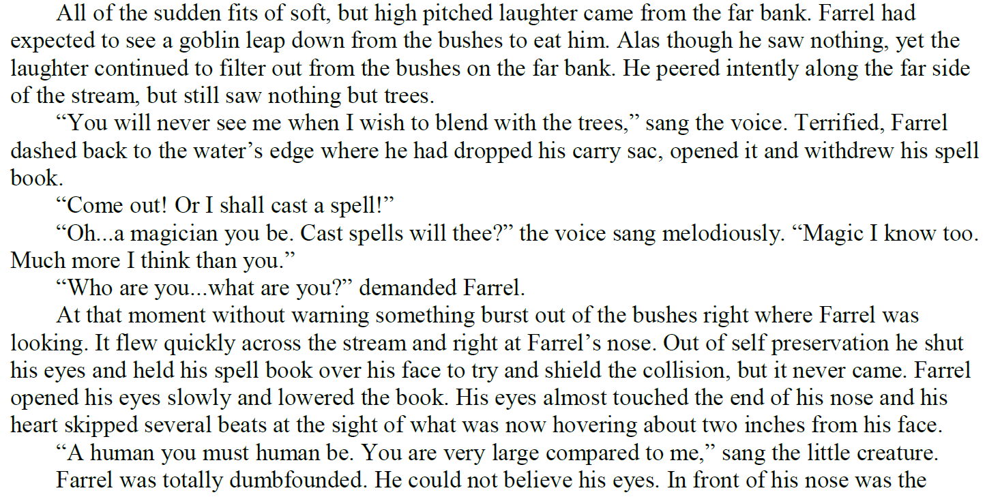 All of the sudden fits of soft, but high pitched laughter came from the far bank. Farrel had
expected to see a goblin leap down from the bushes to eat him. Alas though he saw nothing, yet the
laughter continued to filter out from the bushes on the far bank. He peered intently along the far side
of the stream, but still saw nothing but trees.
“You will never see me when I wish to blend with the trees,” sang the voice. Terrified, Farrel
dashed back to the water’s edge where he had dropped his carry sac, opened it and withdrew his spell
book.
“Come out! Or I shall cast a spell!”
“Oh...a magician you be. Cast spells will thee?” the voice sang melodiously. “Magic I know too.
Much more I think than you.”
“Who are you...what are you?” demanded Farrel.
At that moment without warning something burst out of the bushes right where Farrel was
looking. It flew quickly across the stream and right at Farrel’s nose. Out of self preservation he shut
his eyes and held his spell book over his face to try and shield the collision, but it never came. Farrel
opened his eyes slowly and lowered the book. His eyes almost touched the end of his nose and his
heart skipped several beats at the sight of what was now hovering about two inches from his face.
“A human you must human be. You are very large compared to me,” sang the little creature.
Farrel was totally dumbfounded. He could not believe his eyes. In front of his nose was the